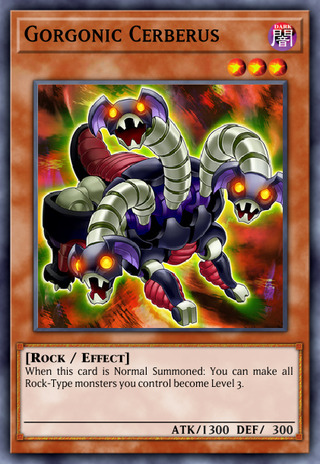 Gorgonic Cerberus
DARK
闇
[Rock / Effect]
When this card is Normal Summoned: You can make all
Rock-Type monsters you control become Level 3.
ATK/1300 DEF/ 300